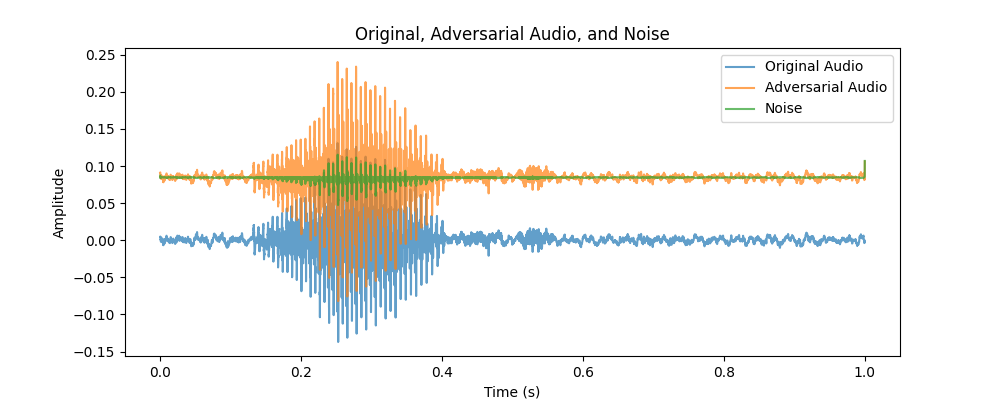 Original, Adversarial Audio, and Noise
Original Audio
Adversarial Audio
Noise
Amplitude
0.25
0.20
0.15
0.10
0.05
0.00
−0.05
−0.10
−0.15
0.0 0.2 0.4 0.6 0.8 1.0
Time (s)